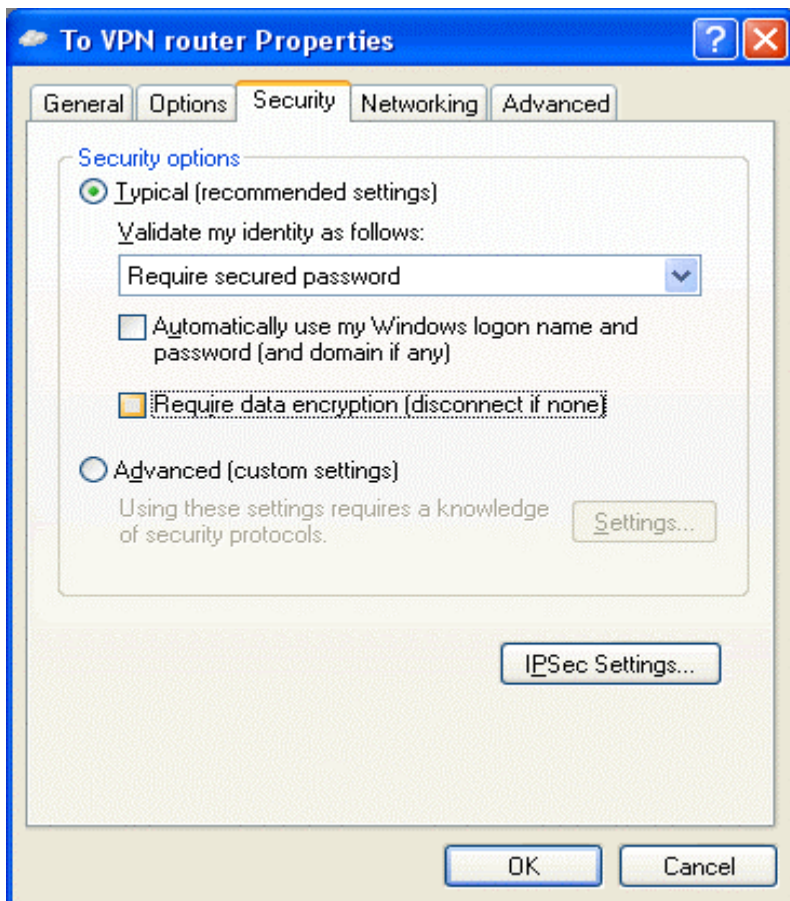 To VPN router Properties
General Options Security Networking Advanced
Security options
Typical (recommended settings)
Validate my identity as follows:
Require secured password
Automatically use my Windows logon name and
password (and domain if any)
Require data encryption (disconnect if none)
Advanced (custom settings)
Using these settings requires a knowledge
of security protocols.
Settings...
IPSec Settings...
OK Cancel